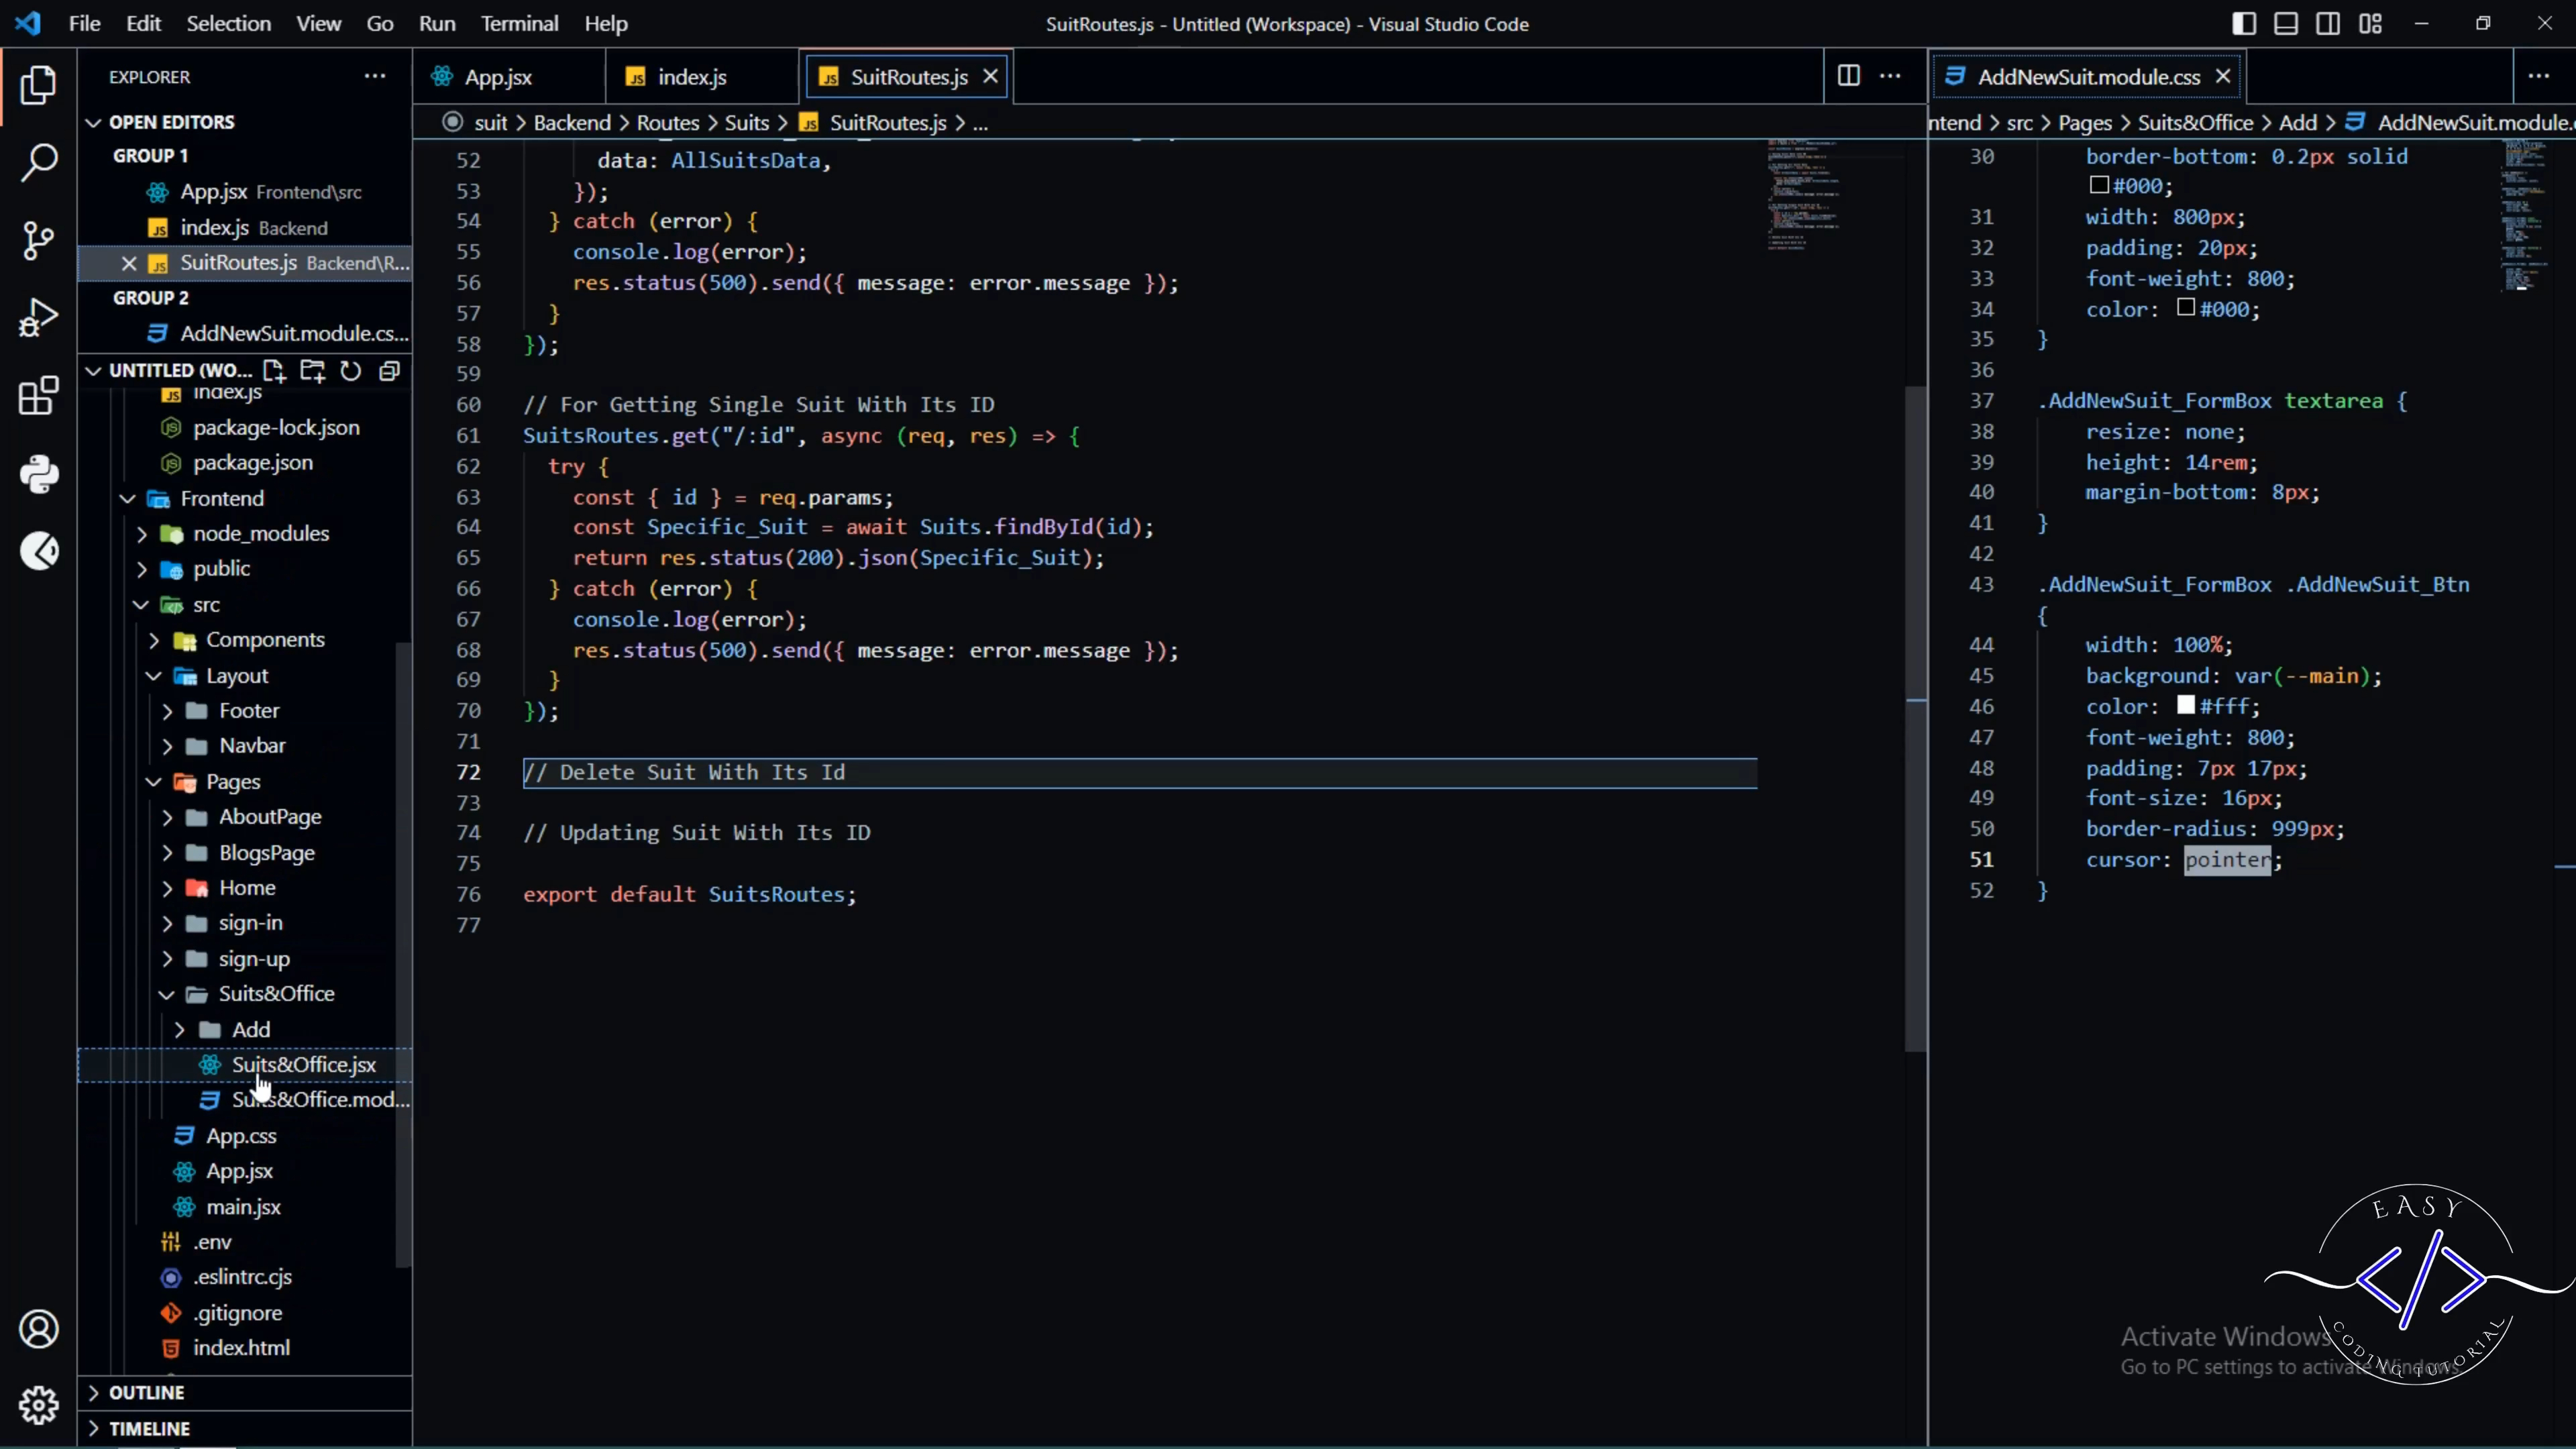 File Edit Selection View Go Run Terminal Help
SuitRoutes.js - Untitled (Workspace) - Visual Studio Code
EXPLORER
OPEN EDITORS
GROUP 1
App.jsx Frontend\src
index.js Backend
SuitRoutes.js Backend\R...
GROUP 2
AddNewSuit.module.cs...
UNTITLED (WO...
index.js
package-lock.json
package.json
Frontend
node_modules
public
src
Components
Layout
Footer
Navbar
Pages
AboutPage
BlogsPage
Home
sign-in
sign-up
Suits&Office
Add
Suits&Office.jsx
Suits&Office.mod...
App.css
App.jsx
main.jsx
.env
.eslintrc.cjs
.gitignore
index.html
OUTLINE
TIMELINE
App.jsx
index.js
SuitRoutes.js
suit > Backend > Routes > Suits > SuitRoutes.js > ...
52 data: AllSuitsData,
53 });
54 } catch (error) {
55 console.log(error);
56 res.status(500).send({ message: error.message });
57 }
58 });
59
60 // For Getting Single Suit With Its ID
61 SuitsRoutes.get("/:id", async (req, res) => {
62 try {
63 const { id } = req.params;
64 const Specific_Suit = await Suits.findById(id);
65 return res.status(200).json(Specific_Suit);
66 } catch (error) {
67 console.log(error);
68 res.status(500).send({ message: error.message });
69 }
70 });
71
72 // Delete Suit With Its Id
73
74 // Updating Suit With Its ID
75
76 export default SuitsRoutes;
77
AddNewSuit.module.css
ntend > src > Pages > Suits&Office > Add > AddNewSuit.module.
30 border-bottom: 0.2px solid
#000;
31 width: 800px;
32 padding: 20px;
33 font-weight: 800;
34 color: #000;
35 }
36
37 .AddNewSuit_FormBox textarea {
38 resize: none;
39 height: 14rem;
40 margin-bottom: 8px;
41 }
42
43 .AddNewSuit_FormBox .AddNewSuit_Btn
{
44 width: 100%;
45 background: var(--main);
46 color: #fff;
47 font-weight: 800;
48 padding: 7px 17px;
49 font-size: 16px;
50 border-radius: 999px;
51 cursor: pointer;
52 }
EASY
</>
CODING TUTORIAL
Activate Windows
Go to PC settings to activate Windows.